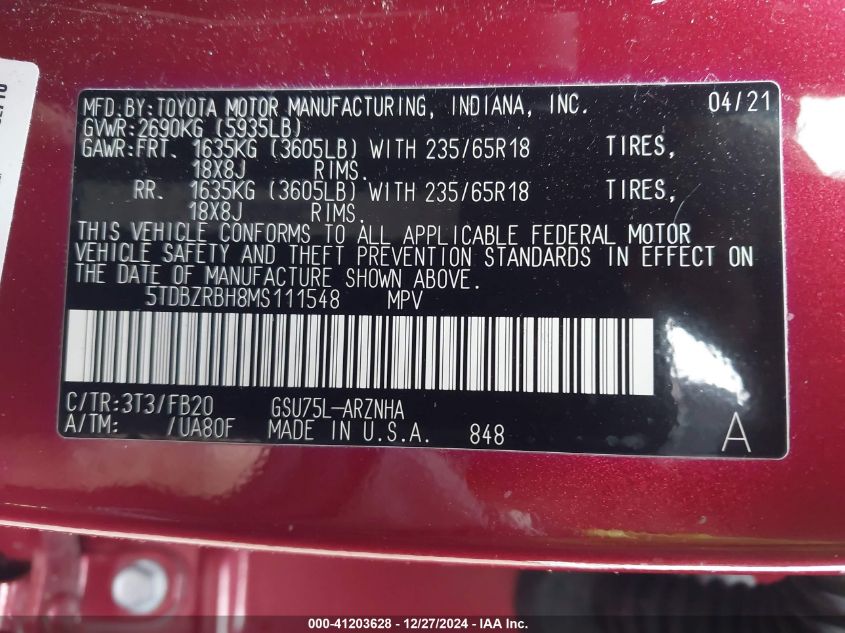 MFD.BY:TOYOTA MOTOR MANUFACTURING, INDIANA, INC. 04/21
GVWR:2690KG (5935LB)
GAWR:FRT. 1635KG (3605LB) WITH 235/65R18 TIRES,
18X8J RIMS.
RR. 1635KG (3605LB) WITH 235/65R18 TIRES,
18X8J RIMS.
THIS VEHICLE CONFORMS TO ALL APPLICABLE FEDERAL MOTOR
VEHICLE SAFETY AND THEFT PREVENTION STANDARDS IN EFFECT ON
THE DATE OF MANUFACTURE SHOWN ABOVE.
5TDBZRBH8MS111548 MPV
C/TR:3T3/FB20 GSU75L-ARZNHA
A/TM: /UA80F MADE IN U.S.A. 848 A
000-41203628 - 12/27/2024 - IAA Inc.